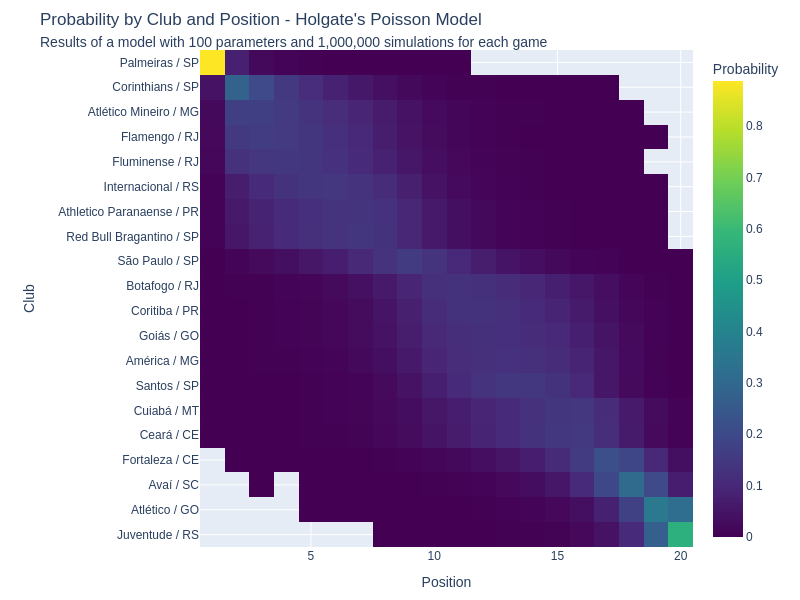 Probability by Club and Position - Holgate's Poisson Model
Results of a model with 100 parameters and 1,000,000 simulations for each game
Probability
Palmeiras / SP
Corinthians / SP
Atlético Mineiro / MG
Flamengo / RJ
Fluminense / RJ
Internacional / RS
Athletico Paranaense / PR
Red Bull Bragantino / SP
São Paulo / SP
Botafogo / RJ
Coritiba / PR
Goiás / GO
América / MG
Santos / SP
Cuiabá / MT
Ceará / CE
Fortaleza / CE
Avaí / SC
Atlético / GO
Juventude / RS
Club
5
10
15
20
Position
0.8
0.7
0.6
0.5
0.4
0.3
0.2
0.1
0